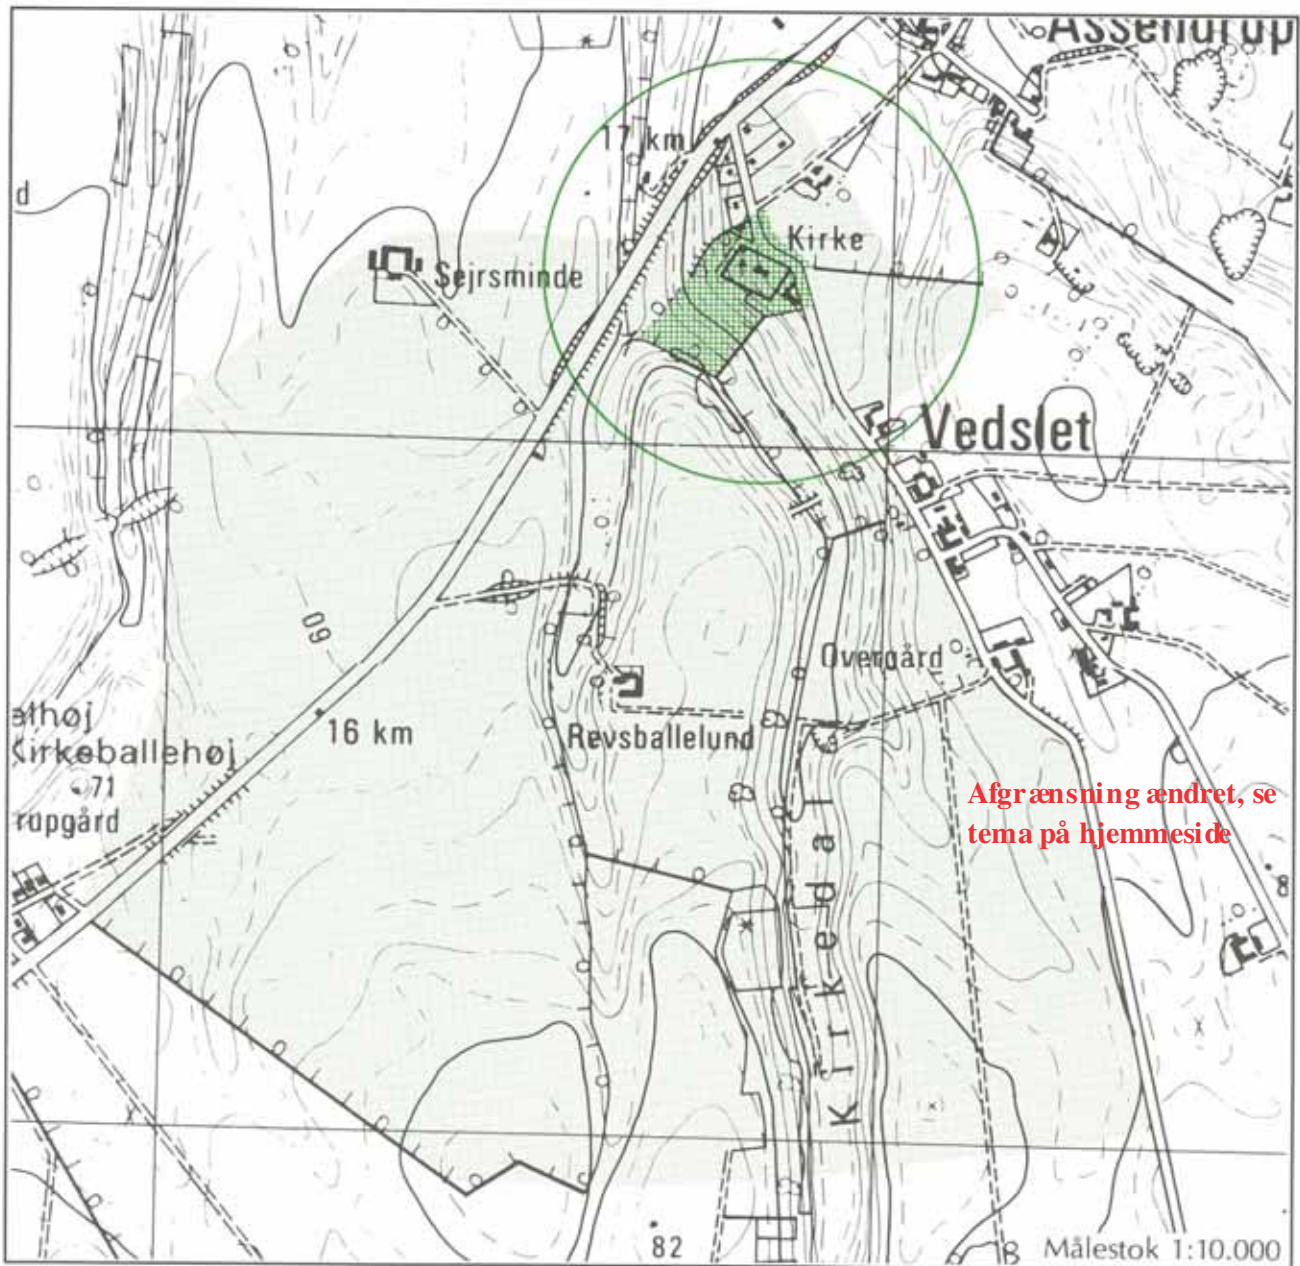 Assendrup
17 km
d
Kirke
Sejrsminde
Vedslet
60
Overgård
16 km
Revsballelund
alhøj
Kirkeballehøj
71
rupgård
Afgrænsning ændret, se
tema på hjemmeside
Kirkedal
82
Målestok 1:10.000